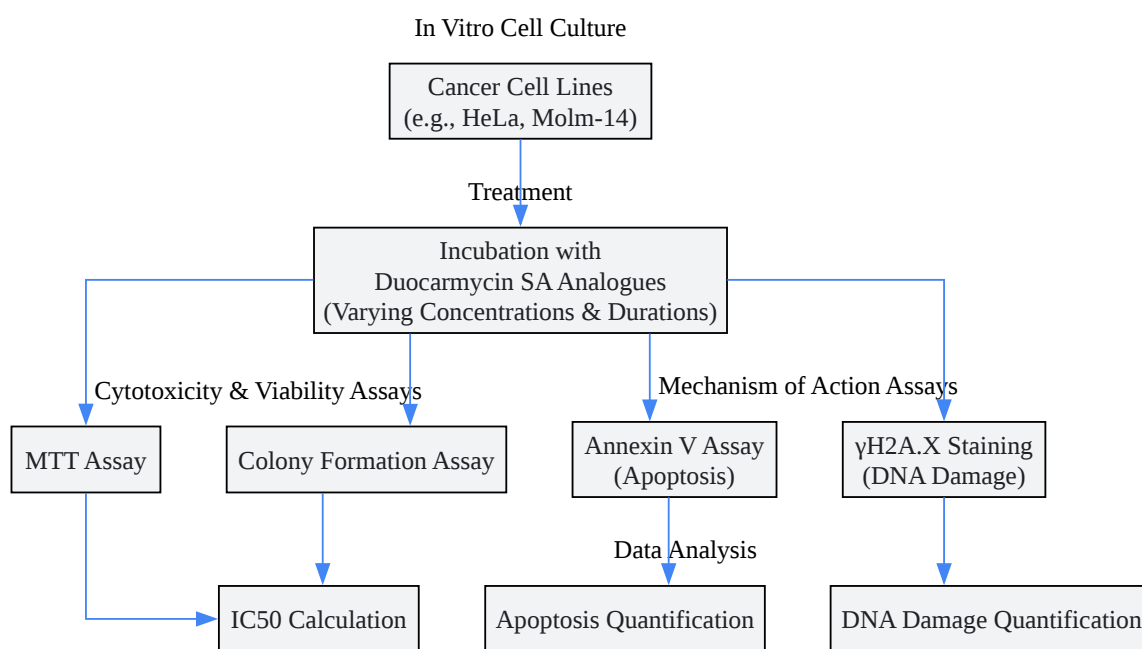 In Vitro Cell Culture
Cancer Cell Lines
(e.g., HeLa, Molm-14)
Treatment
Incubation with
Duocarmycin SA Analogues
(Varying Concentrations & Durations)
Cytotoxicity & Viability Assays
Mechanism of Action Assays
MTT Assay
Colony Formation Assay
Annexin V Assay
(Apoptosis)
γH2A.X Staining
(DNA Damage)
Data Analysis
IC50 Calculation
Apoptosis Quantification
DNA Damage Quantification